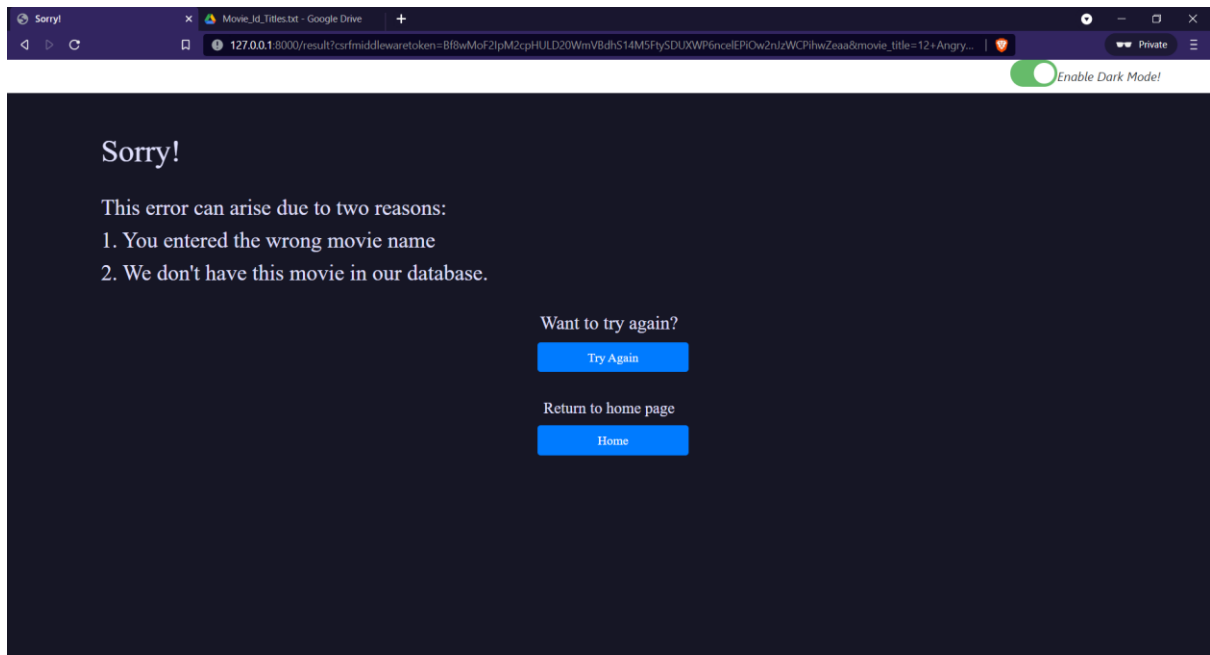 Sorry!
Movie_Id_Titles.txt - Google Drive
127.0.0.1:8000/result?csrfmiddlewaretoken=Bf8wMoF2IpM2cpHULD20WmVBdhS14M5FtySDUXWP6ncelEPiOw2nJzWCPihwZeaa&movie_title=12+Angry...
Private
Enable Dark Mode!
Sorry!
This error can arise due to two reasons:
1. You entered the wrong movie name
2. We don't have this movie in our database.
Want to try again?
Try Again
Return to home page
Home